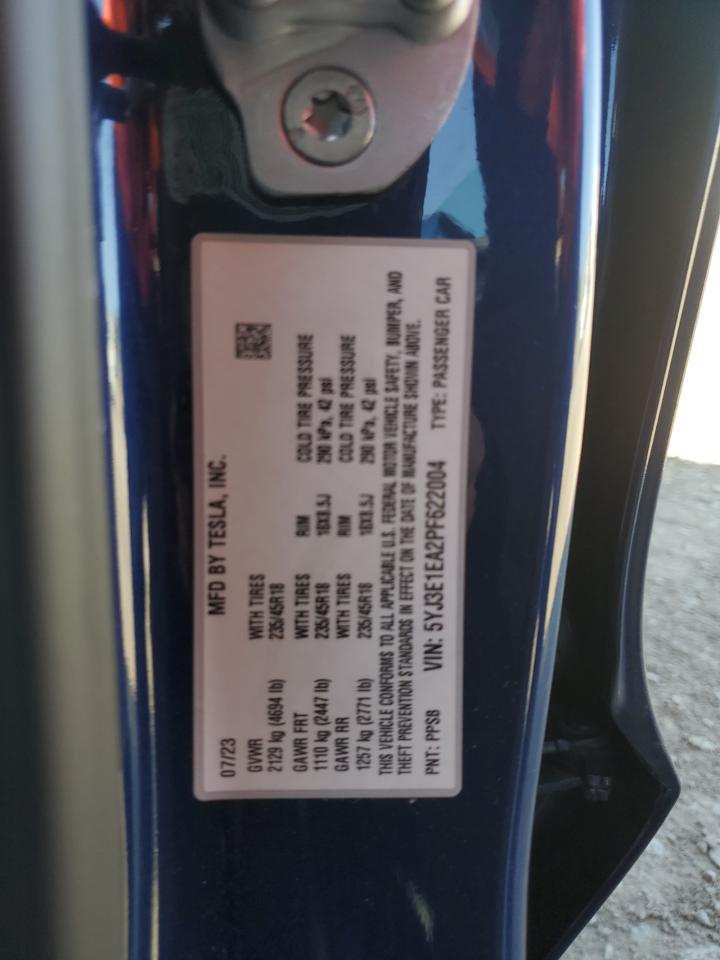 07/23 MFD BY TESLA, INC.
GVWR WITH TIRES
2129 kg (4694 lb) 235/45R18
GAWR FRT WITH TIRES RIM COLD TIRE PRESSURE
1110 kg (2447 lb) 235/45R18 18X8.5J 290 kPa, 42 psi
GAWR RR WITH TIRES RIM COLD TIRE PRESSURE
1257 kg (2771 lb) 235/45R18 18X8.5J 290 kPa, 42 psi
THIS VEHICLE CONFORMS TO ALL APPLICABLE U.S. FEDERAL MOTOR VEHICLE SAFETY, BUMPER, AND
THEFT PREVENTION STANDARDS IN EFFECT ON THE DATE OF MANUFACTURE SHOWN ABOVE.
PNT: PPSB VIN: 5YJ3E1EA2PF622004 TYPE: PASSENGER CAR